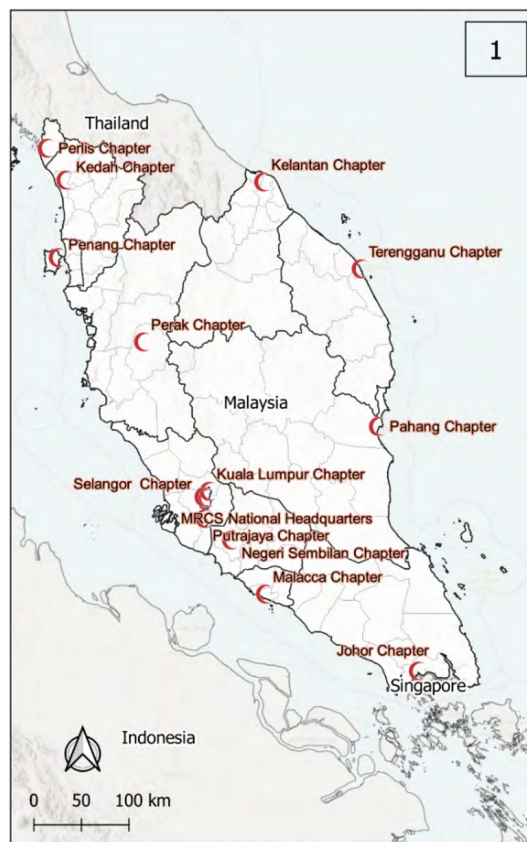 1
Thailand
Perlis Chapter
Kedah Chapter
Kelantan Chapter
Penang Chapter
Terengganu Chapter
Perak Chapter
Malaysia
Pahang Chapter
Kuala Lumpur Chapter
Selangor Chapter
MRCS National Headquarters
Putrajaya Chapter
Negeri Sembilan Chapter
Malacca Chapter
Johor Chapter
Singapore
Indonesia
0 50 100 km